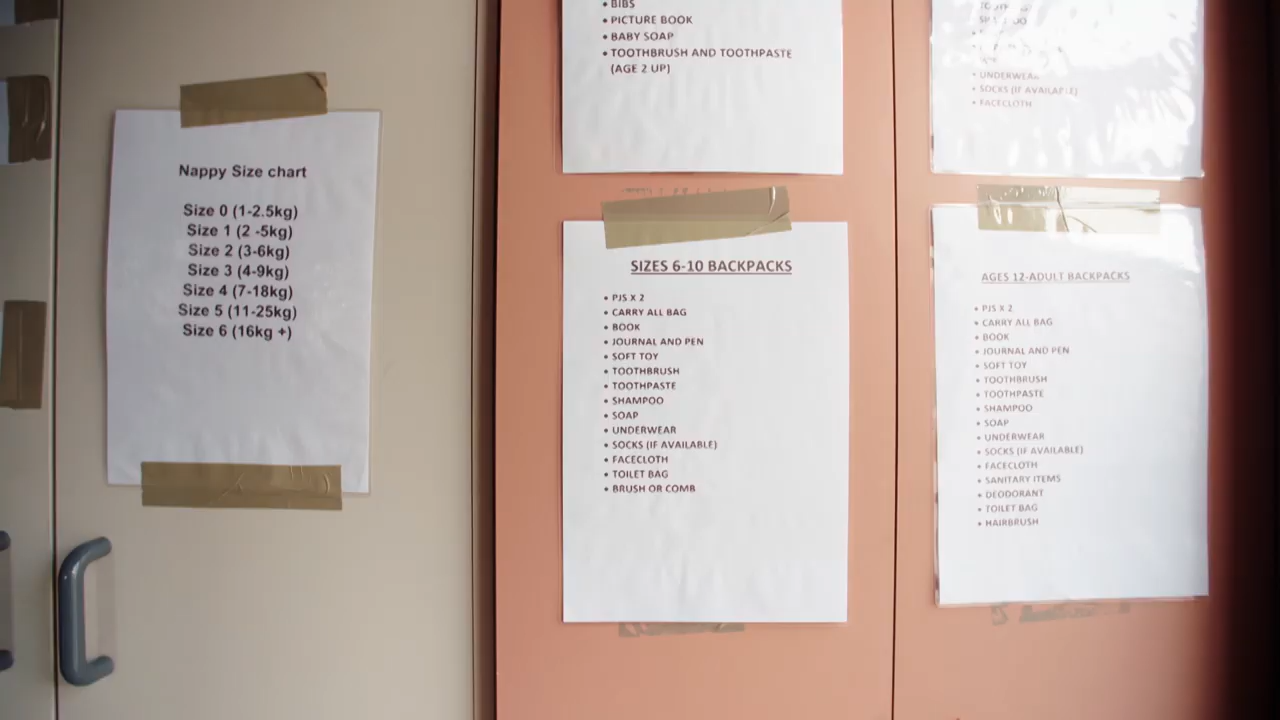 Nappy Size chart
Size 0 (1-2.5kg)
Size 1 (2 -5kg)
Size 2 (3-6kg)
Size 3 (4-9kg)
Size 4 (7-18kg)
Size 5 (11-25kg)
Size 6 (16kg +)
• BIBS
• PICTURE BOOK
• BABY SOAP
• TOOTHBRUSH AND TOOTHPASTE
(AGE 2 UP)
SIZES 6-10 BACKPACKS
• PJS X 2
• CARRY ALL BAG
• BOOK
• JOURNAL AND PEN
• SOFT TOY
• TOOTHBRUSH
• TOOTHPASTE
• SHAMPOO
• SOAP
• UNDERWEAR
• SOCKS (IF AVAILABLE)
• FACECLOTH
• TOILET BAG
• BRUSH OR COMB
• UNDERWEAR
• SOCKS (IF AVAILABLE)
• FACECLOTH
AGES 12-ADULT BACKPACKS
• PJS X 2
• CARRY ALL BAG
• BOOK
• JOURNAL AND PEN
• SOFT TOY
• TOOTHBRUSH
• TOOTHPASTE
• SHAMPOO
• SOAP
• UNDERWEAR
• SOCKS (IF AVAILABLE)
• FACECLOTH
• SANITARY ITEMS
• DEODORANT
• TOILET BAG
• HAIRBRUSH